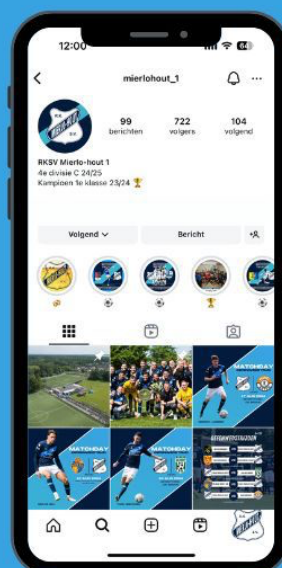 12:00
mierlohout_1
99 722 104
berichten volgers volgend
RKSV Mierlo-hout 1
4e divisie C 24/25
Kampioen 1e klasse 23/24 🏆
Volgend Bericht
MATCHDAY
MATCHDAY MATCHDAY